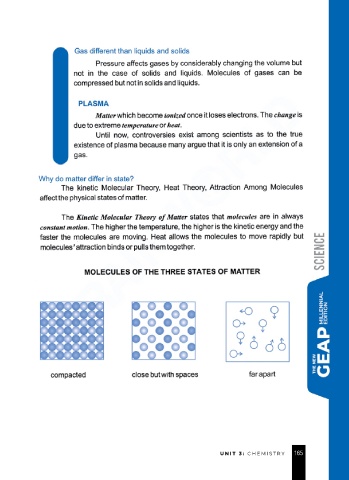 Gas different than liquids and solids
Pressure affects gases by considerably changing the volume but
not in the case of solids and liquids. Molecules of gases can be
compressed but not in solids and liquids.
PLASMA
Matter which become ionized once it loses electrons. The change is
due to extreme temperature or heat.
Until now, controversies exist among scientists as to the true
existence of plasma because many argue that it is only an extension of a
gas.
Why do matter differ in state?
The kinetic Molecular Theory, Heat Theory, Attraction Among Molecules
affect the physical states of matter.
The Kinetic Molecular Theory of Matter states that molecules are in always
constant motion. The higher the temperature, the higher is the kinetic energy and the
faster the molecules are moving. Heat allows the molecules to move rapidly but
molecules' attraction binds or pulls them together.
MOLECULES OF THE THREE STATES OF MATTER
compacted close but with spaces far apart
SCIENCE
THE NEW
GEAP
MILLENNIAL
EDITION
UNIT 3: CHEMISTRY 165